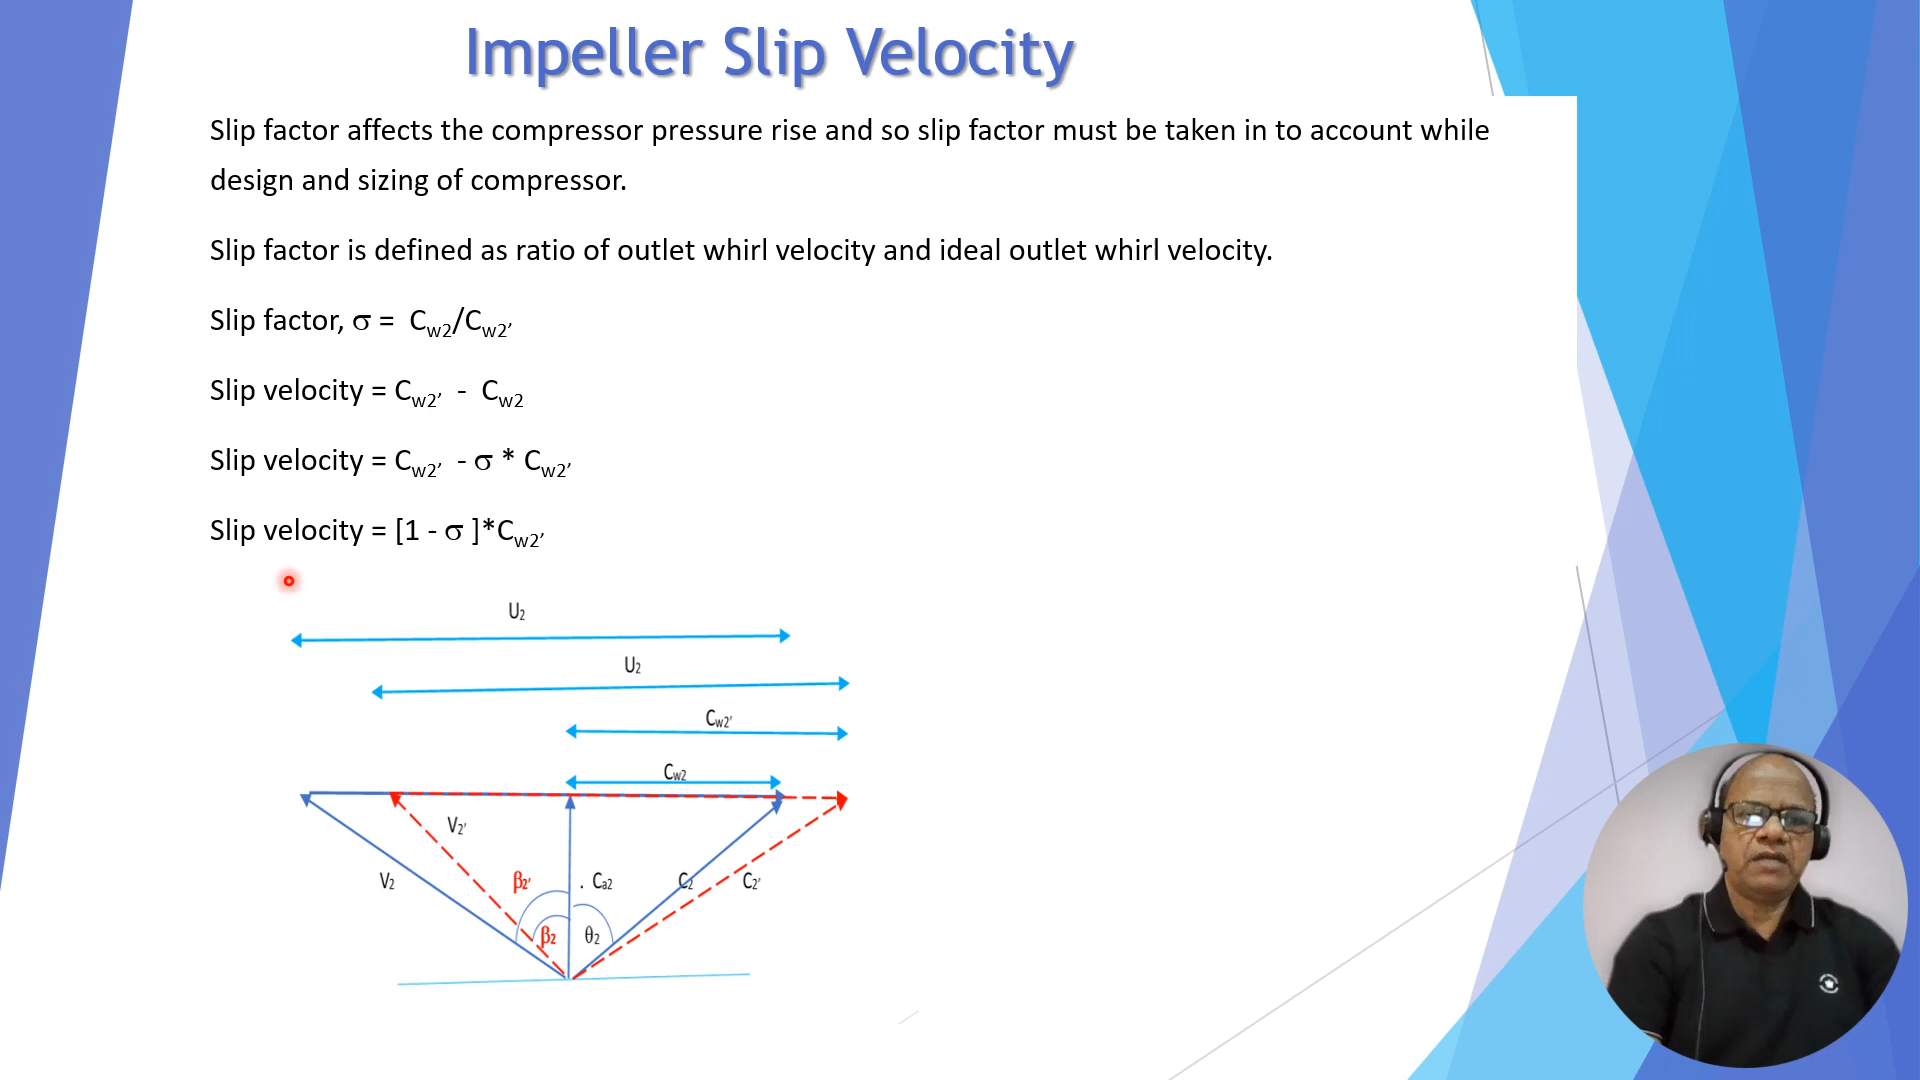 Impeller Slip Velocity
Slip factor affects the compressor pressure rise and so slip factor must be taken in to account while
design and sizing of compressor.
Slip factor is defined as ratio of outlet whirl velocity and ideal outlet whirl velocity.
Slip factor, σ = Cw2/Cw2′
Slip velocity = Cw2′ - Cw2
Slip velocity = Cw2′ - σ * Cw2′
Slip velocity = [1 - σ ]*Cw2′
U2
U2
Cw2'
Cw2
V2'
V2
β2'
. Ca2
C2
C2'
β2
θ2